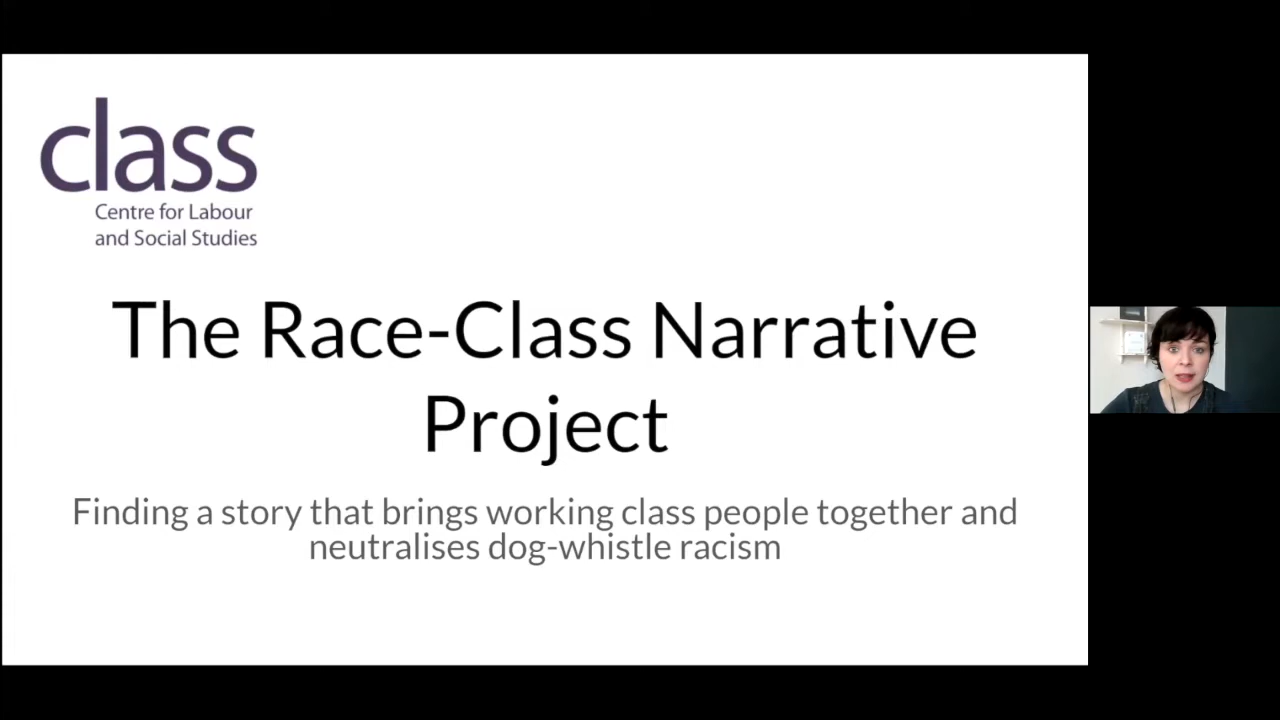 class
Centre for Labour
and Social Studies
The Race-Class Narrative
Project
Finding a story that brings working class people together and
neutralises dog-whistle racism